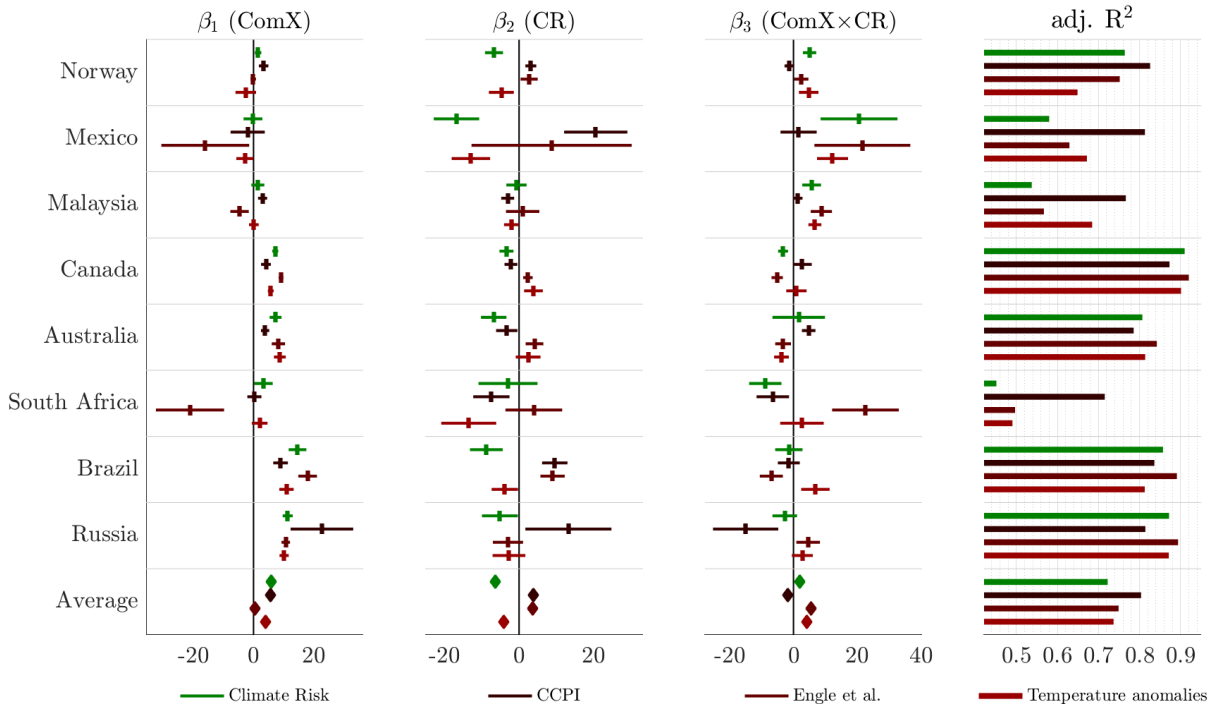 β₁ (ComX) β₂ (CR) β₃ (ComX×CR) adj. R²
Norway
Mexico
Malaysia
Canada
Australia
South Africa
Brazil
Russia
Average
-20 0 20 -20 0 20 -20 0 20 40 0.5 0.6 0.7 0.8 0.9
Climate Risk CCPI Engle et al. Temperature anomalies